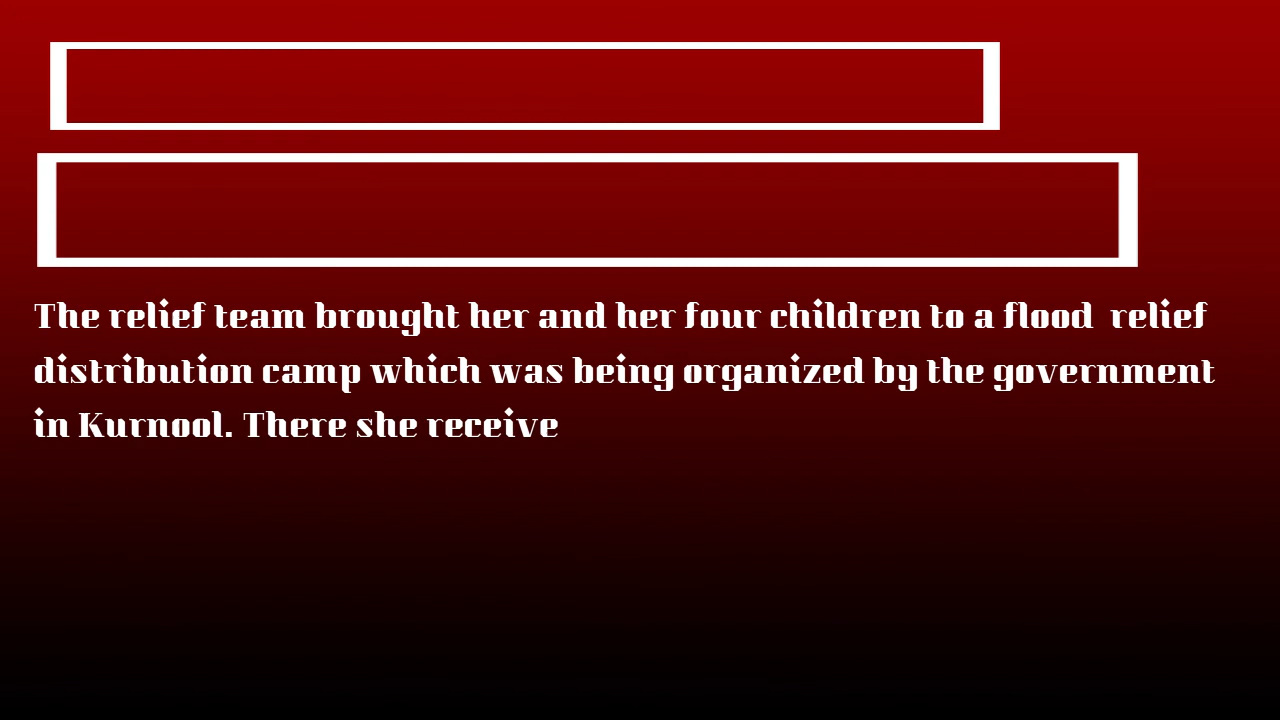 The relief team brought her and her four children to a flood  relief
distribution camp which was being organized by the government
in Kurnool. There she receive